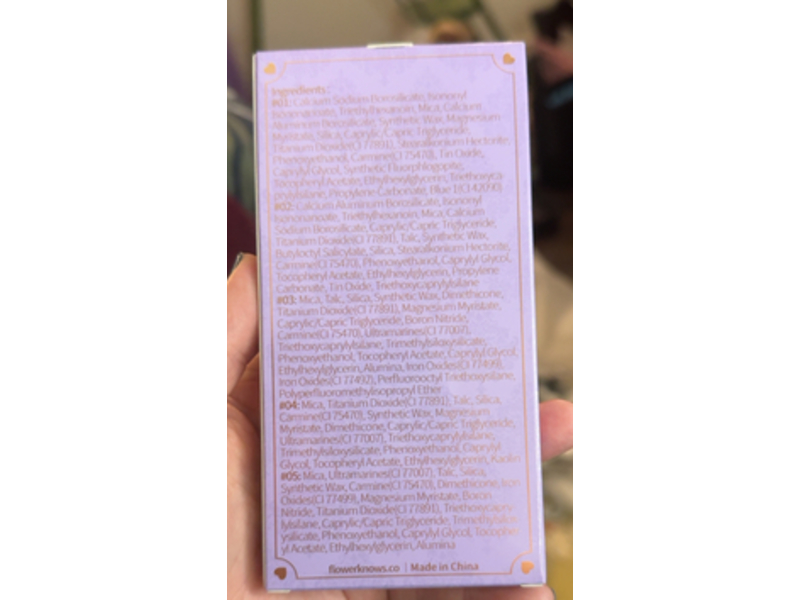 Ingredients:
#01: Calcium Sodium Borosilicate, Isononyl
Isononanoate, Triethylhexanoin, Mica, Calcium
Aluminum Borosilicate, Synthetic Wax, Magnesium
Myristate, Silica, Caprylic/Capric Triglyceride,
Titanium Dioxide(CI 77891), Stearalkonium Hectorite,
Phenoxyethanol, Carmine(CI 75470), Tin Oxide,
Caprylyl Glycol, Synthetic Fluorphlogopite,
Tocopheryl Acetate, Ethylhexylglycerin, Triethoxyca-
prylylsilane, Propylene Carbonate, Blue 1(CI 42090)
#02: Calcium Aluminum Borosilicate, Isononyl
Isononanoate, Triethylhexanoin, Mica, Calcium
Sodium Borosilicate, Caprylic/Capric Triglyceride,
Titanium Dioxide(CI 77891), Talc, Synthetic Wax,
Butyloctyl Salicylate, Silica, Stearalkonium Hectorite,
Carmine(CI 75470), Phenoxyethanol, Caprylyl Glycol,
Tocopheryl Acetate, Ethylhexylglycerin, Propylene
Carbonate, Tin Oxide, Triethoxycaprylylsilane
#03: Mica, Talc, Silica, Synthetic Wax, Dimethicone,
Titanium Dioxide(CI 77891), Magnesium Myristate,
Caprylic/Capric Triglyceride, Boron Nitride,
Carmine(CI 75470), Ultramarines(CI 77007),
Triethoxycaprylylsilane, Trimethylsiloxysilicate,
Phenoxyethanol, Tocopheryl Acetate, Caprylyl Glycol,
Ethylhexylglycerin, Alumina, Iron Oxides(CI 77499),
Iron Oxides(CI 77492), Perfluorooctyl Triethoxysilane,
Polyperfluoromethylisopropyl Ether
#04: Mica, Titanium Dioxide(CI 77891), Talc, Silica,
Carmine(CI 75470), Synthetic Wax, Magnesium
Myristate, Dimethicone, Caprylic/Capric Triglyceride,
Ultramarines(CI 77007), Triethoxycaprylylsilane,
Trimethylsiloxysilicate, Phenoxyethanol, Caprylyl
Glycol, Tocopheryl Acetate, Ethylhexylglycerin, Kaolin
#05: Mica, Ultramarines(CI 77007), Talc, Silica,
Synthetic Wax, Carmine(CI 75470), Dimethicone, Iron
Oxides(CI 77499), Magnesium Myristate, Boron
Nitride, Titanium Dioxide(CI 77891), Triethoxycapry-
lylsilane, Caprylic/Capric Triglyceride, Trimethylsilox-
ysilicate, Phenoxyethanol, Caprylyl Glycol, Tocopher-
yl Acetate, Ethylhexylglycerin, Alumina
flowerknows.co | Made in China